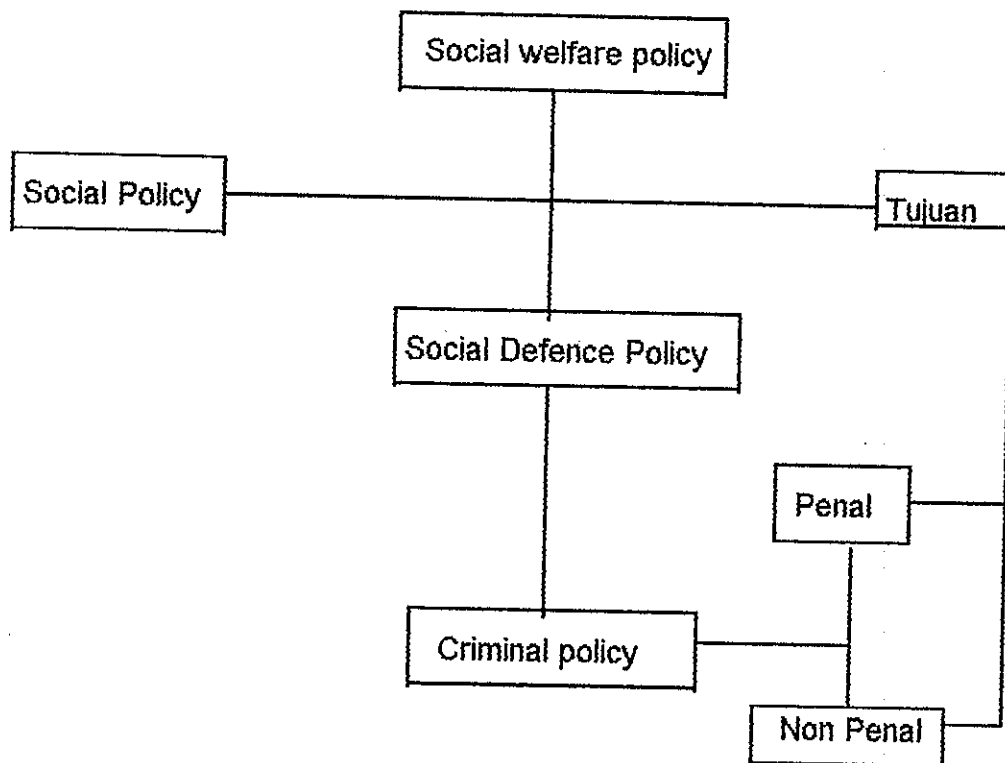 Social welfare policy
Social Policy
Tujuan
Social Defence Policy
Penal
Criminal policy
Non Penal